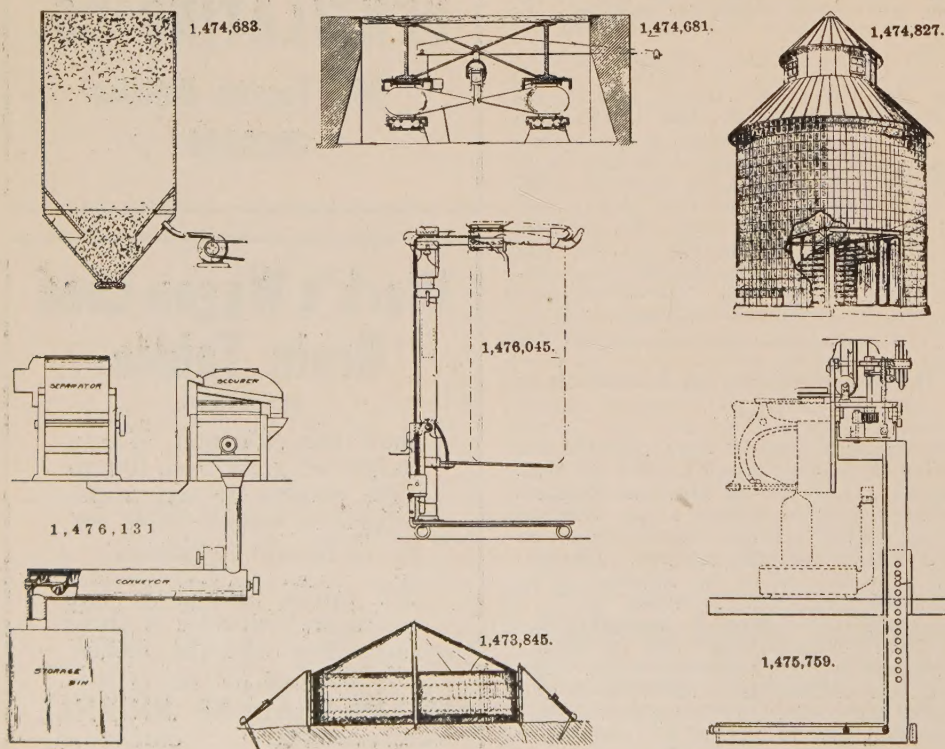 1,474,683.
1,474,681.
1,474,827.
1,476,045.
SEPARATOR
SCOURER
1,476,131
CONVEYOR
STORAGE
BIN
1,473,845.
1,475,759.